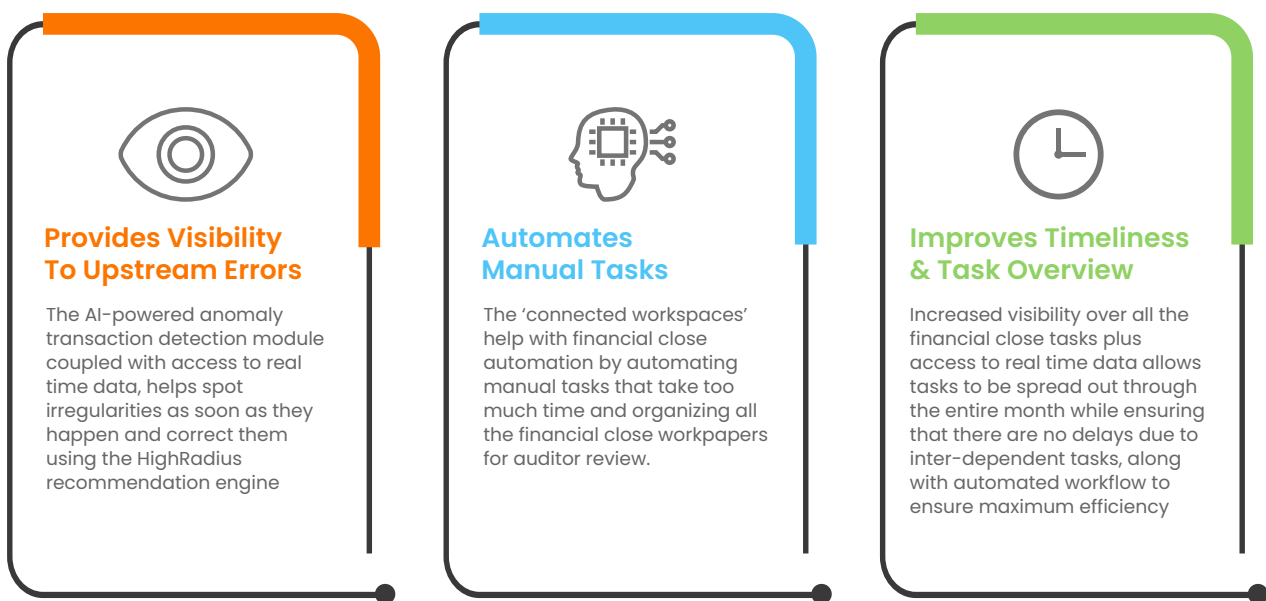 Provides Visibility
To Upstream Errors
The AI-powered anomaly
transaction detection module
coupled with access to real
time data, helps spot
irregularities as soon as they
happen and correct them
using the HighRadius
recommendation engine
Automates
Manual Tasks
The ‘connected workspaces’
help with financial close
automation by automating
manual tasks that take too
much time and organizing all
the financial close workpapers
for auditor review.
Improves Timeliness
& Task Overview
Increased visibility over all the
financial close tasks plus
access to real time data allows
tasks to be spread out through
the entire month while ensuring
that there are no delays due to
inter-dependent tasks, along
with automated workflow to
ensure maximum efficiency